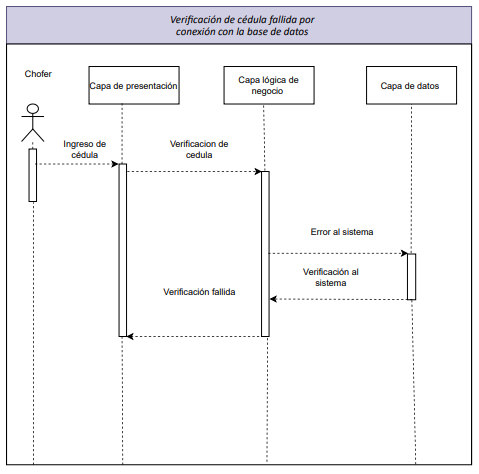 Verificación de cédula fallida por
conexión con la base de datos
Chofer
Capa de presentación
Capa lógica de
negocio
Capa de datos
Ingreso de
cédula
Verificacion de
cedula
Error al sistema
Verificación al
sistema
Verificación fallida